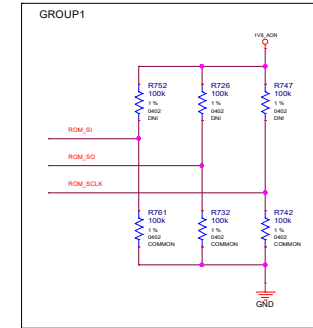 GROUP1
1V8_AON
R752
100k
1 %
0402
DNI
R726
100k
1 %
0402
DNI
R747
100k
1 %
0402
DNI
ROM_SI
ROM_SO
ROM_SCLK
R761
100k
1 %
0402
COMMON
R732
100k
1 %
0402
COMMON
R742
100k
1 %
0402
COMMON
GND